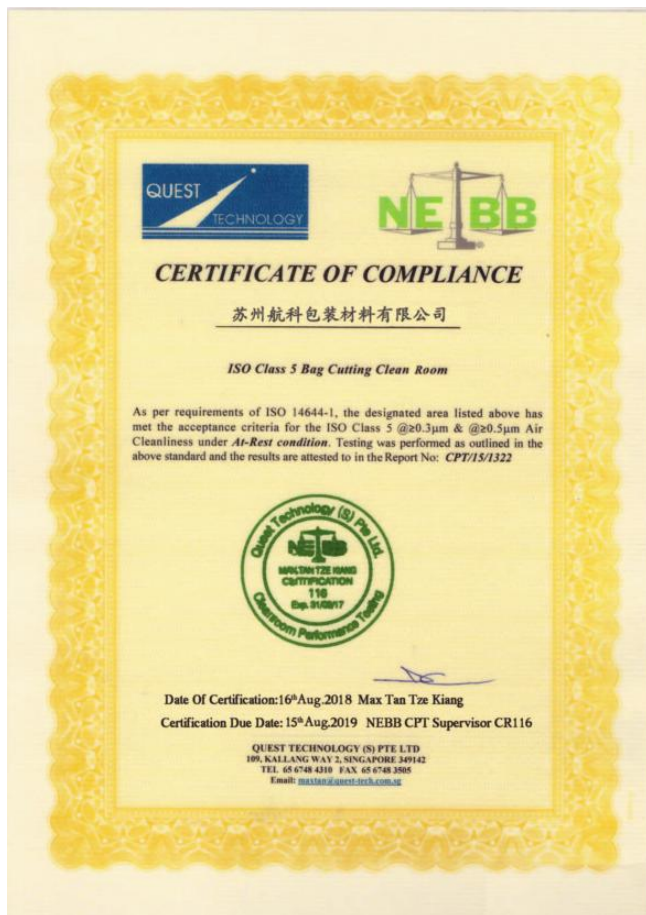 QUEST
TECHNOLOGY
NEBB
CERTIFICATE OF COMPLIANCE
苏州航科包装材料有限公司
ISO Class 5 Bag Cutting Clean Room
As per requirements of ISO 14644-1, the designated area listed above has
met the acceptance criteria for the ISO Class 5 @≥0.3µm & @≥0.5µm Air
Cleanliness under At-Rest condition. Testing was performed as outlined in the
above standard and the results are attested to in the Report No: CPT/15/1322
Quest Technology (S) Pte Ltd.
NEBB
MAX TAN TZE KIANG
CERTIFICATION
116
Exp. 31/03/17
Cleanroom Performance Testing
Date Of Certification:16th Aug.2018 Max Tan Tze Kiang
Certification Due Date: 15th Aug.2019 NEBB CPT Supervisor CR116
QUEST TECHNOLOGY (S) PTE LTD
109, KALLANG WAY 2, SINGAPORE 349142
TEL 65 6748 4310 FAX 65 6748 3505
Email: maxtan@quest-tech.com.sg